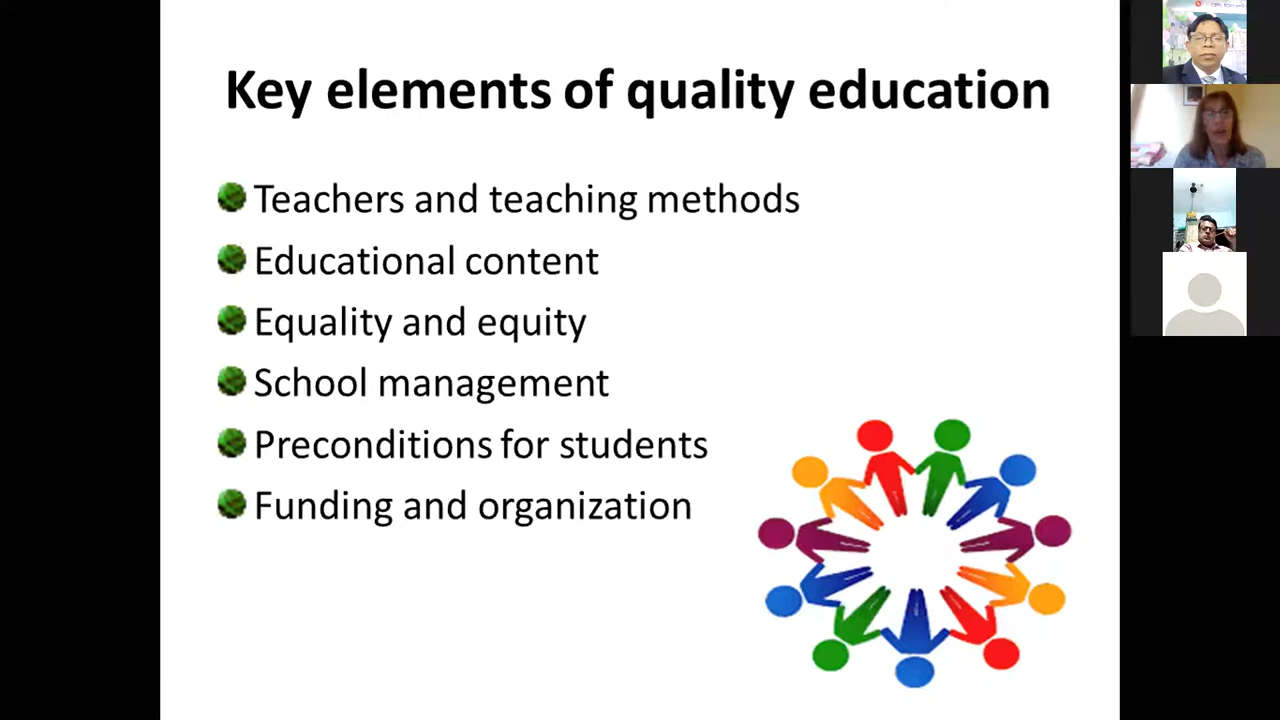 Key elements of quality education
Teachers and teaching methods
Educational content
Equality and equity
School management
Preconditions for students
Funding and organization